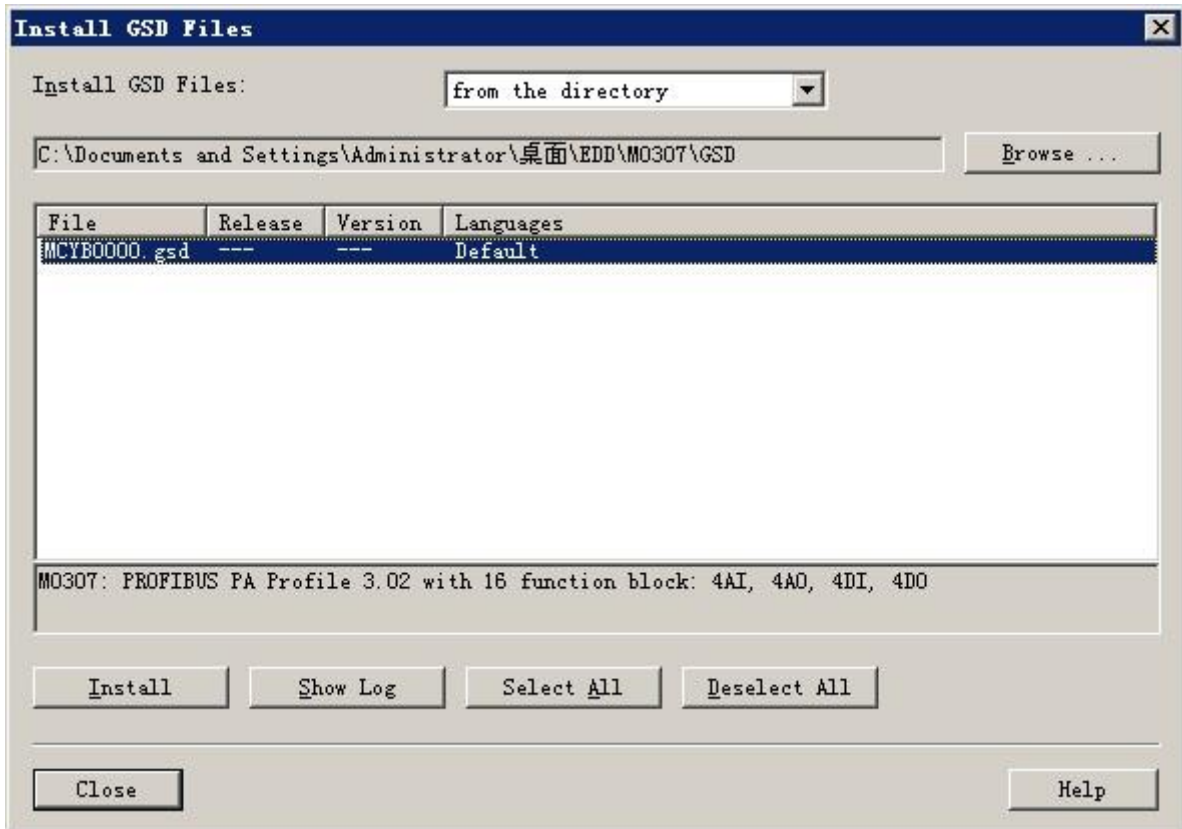 Install GSD Files
Install GSD Files:
from the directory
C:\Documents and Settings\Administrator\桌面\EDD\M0307\GSD
Browse ...
File Release Version Languages
MCYB0000.gsd --- --- Default
M0307: PROFIBUS PA Profile 3.02 with 16 function block: 4AI, 4AO, 4DI, 4DO
Install Show Log Select All Deselect All
Close Help